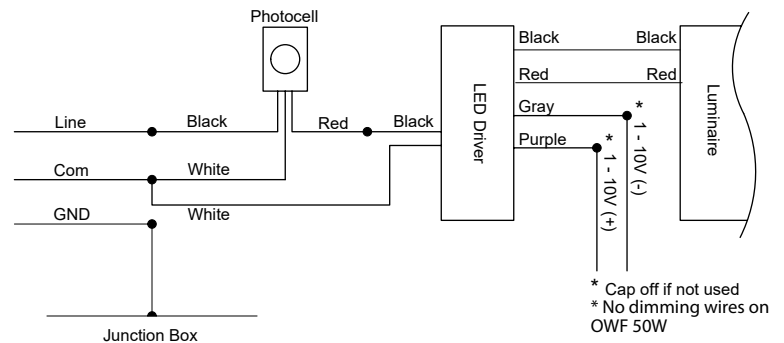 Photocell
Black Black
Red Red
Line Black Red Black
Gray
Purple
LED Driver
Luminaire
Com White
GND White
* 1 - 10V (-)
* 1 - 10V (+)
* Cap off if not used
* No dimming wires on
OWF 50W
Junction Box